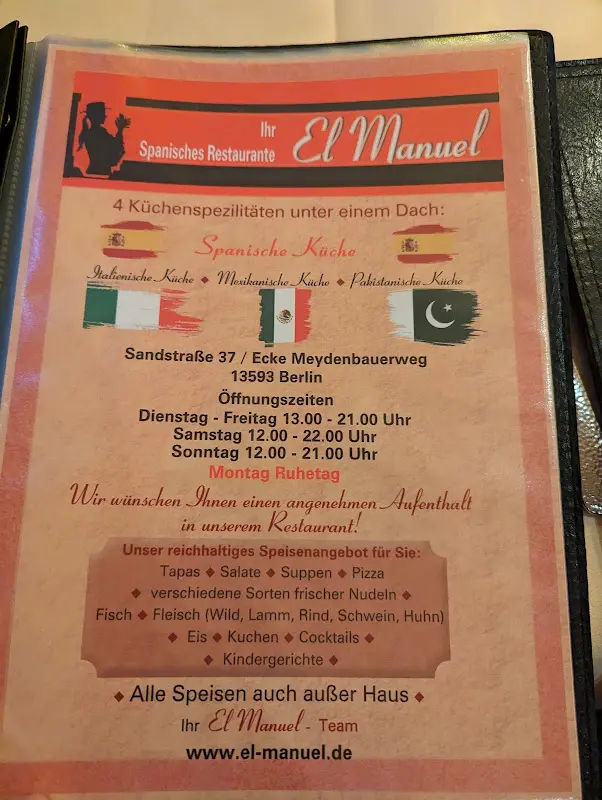 Ihr
Spanisches Restaurante El Manuel
4 Küchenspezilitäten unter einem Dach:
Spanische Küche
Italienische Küche ♦ Mexikanische Küche ♦ Pakistanische Küche
Sandstraße 37 / Ecke Meydenbauerweg
13593 Berlin
Öffnungszeiten
Dienstag - Freitag 13.00 - 21.00 Uhr
Samstag 12.00 - 22.00 Uhr
Sonntag 12.00 - 21.00 Uhr
Montag Ruhetag
Wir wünschen Ihnen einen angenehmen Aufenthalt
in unserem Restaurant!
Unser reichhaltiges Speisenangebot für Sie:
Tapas ♦ Salate ♦ Suppen ♦ Pizza
♦ verschiedene Sorten frischer Nudeln ♦
Fisch ♦ Fleisch (Wild, Lamm, Rind, Schwein, Huhn)
♦ Eis ♦ Kuchen ♦ Cocktails ♦
♦ Kindergerichte ♦
♦ Alle Speisen auch außer Haus ♦
Ihr El Manuel - Team
www.el-manuel.de